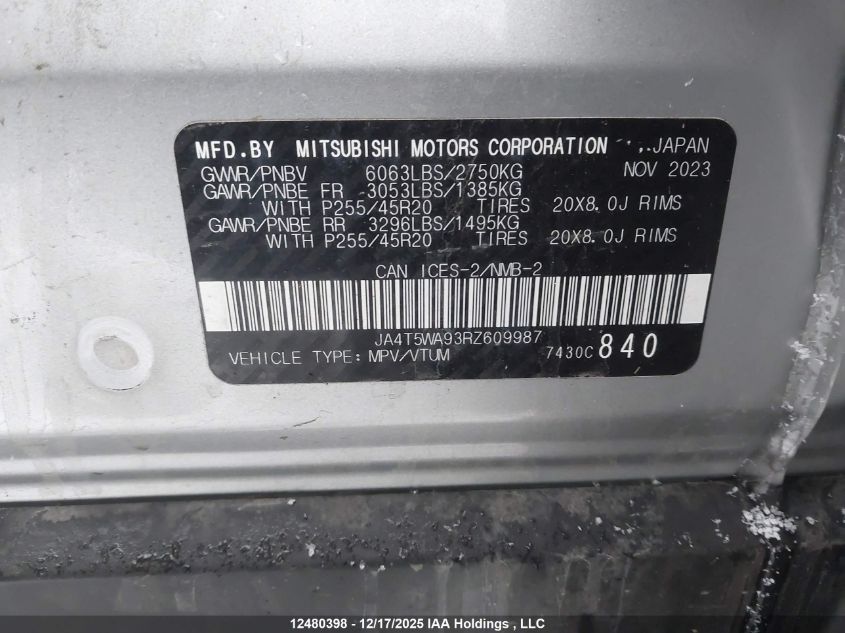 MFD.BY MITSUBISHI MOTORS CORPORATION JAPAN
GVWR/PNBV 6063LBS/2750KG NOV 2023
GAWR/PNBE FR 3053LBS/1385KG
WITH P255/45R20 TIRES 20X8.0J RIMS
GAWR/PNBE RR 3296LBS/1495KG
WITH P255/45R20 TIRES 20X8.0J RIMS
CAN ICES-2/NMB-2
JA4T5WA93RZ609987
VEHICLE TYPE: MPV/VTUM 7430C 840
12480398 - 12/17/2025 IAA Holdings, LLC